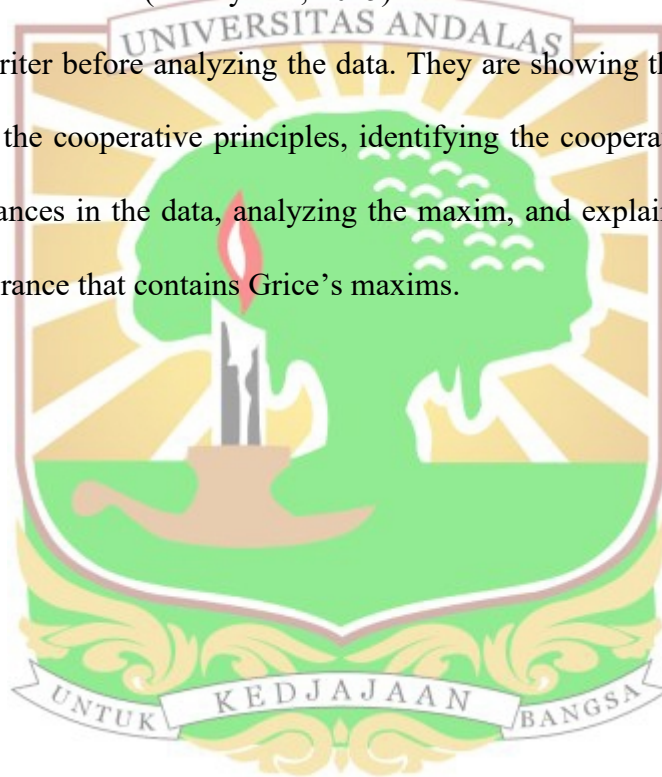 UNIVERSITAS ANDALAS
riter before analyzing the data. They are showing th
the cooperative principles, identifying the coopera
ances in the data, analyzing the maxim, and explain
rance that contains Grice's maxims.
UNTUK KEDJAJAAN BANGSA